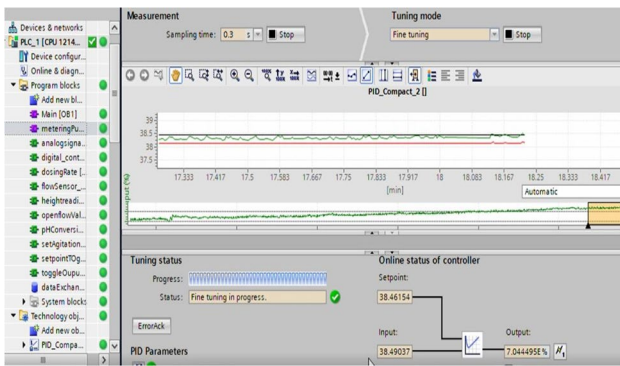 Devices & networks
PLC_1 [CPU 1214...
Device configur...
Online & diagn...
Program blocks
Add new bl...
Main [OB1]
meteringPu...
analogsigna...
digital_cont...
dosingRate [...
flowSensor_...
heightreadi...
openflowVal...
pHConversi...
setAgitation...
setpointTOg...
toggleOupu...
dataExchan...
System blocks
Technology obj...
Add new ob...
PID_Compa...
Measurement
Sampling time: 0.3 s Stop
Tuning mode
Fine tuning Stop
PID_Compact_2 []
39
38.5
38
37.5
17.333 17.417 17.5 17.583 17.667 17.75 17.833 17.917 18 18.083 18.167 18.25 18.333 18.417
[min]
Automatic
Tuning status
Progress:
Status: Fine tuning in progress.
ErrorAck
PID Parameters
Online status of controller
Setpoint:
38.46154
Input:
38.49037
Output:
7.044495E%